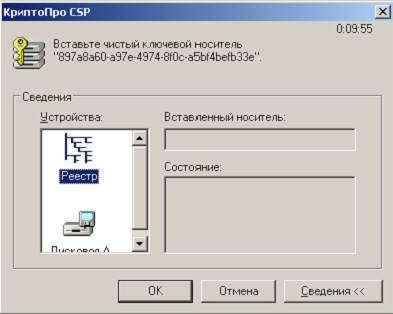 КриптоПро CSP
0:09:55
Вставьте чистый ключевой носитель
"897a8a60-a97e-4974-8f0c-a5bf4befb33e".
Сведения
Устройства:
Вставленный носитель:
Реестр
Состояние:
OK
Отмена
Сведения <<